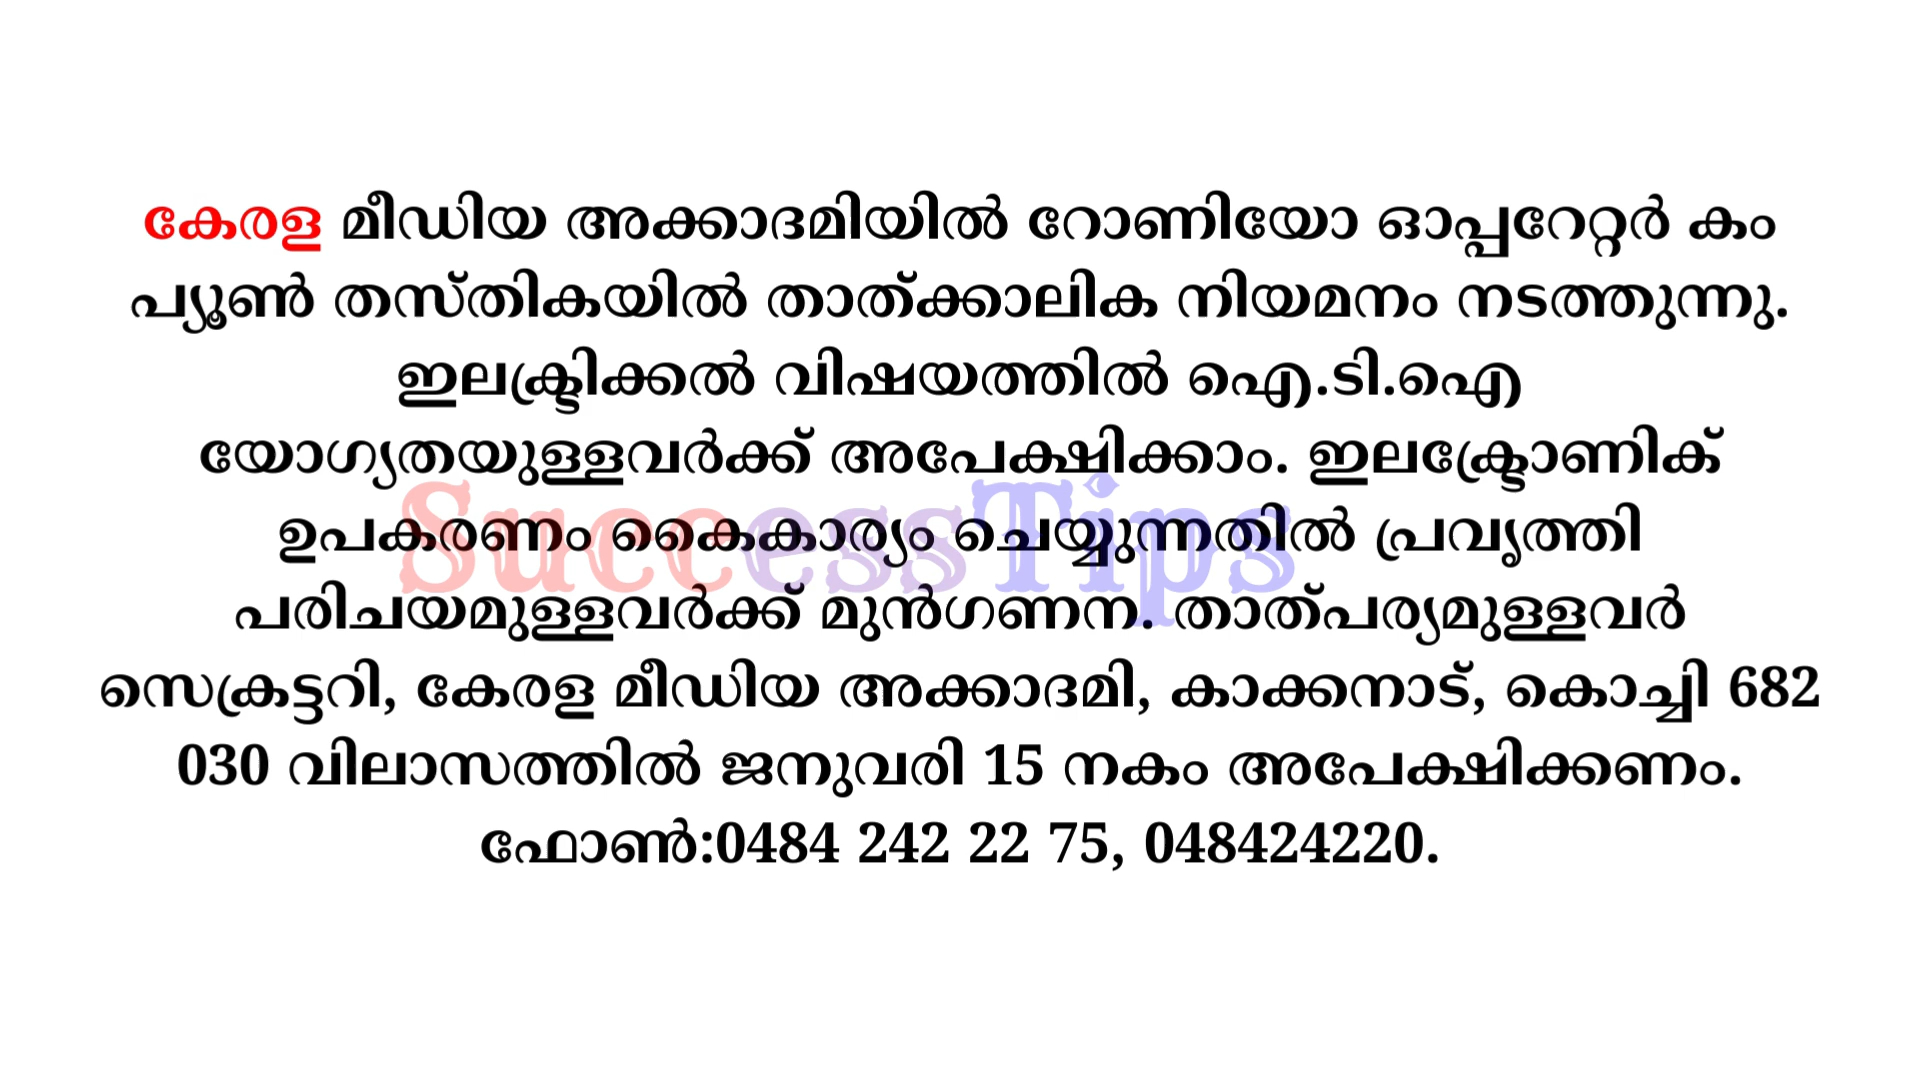 കേരള മീഡിയ അക്കാദമിയിൽ റോണിയോ ഓപ്പറേറ്റർ കം
പ്യൂൺ തസ്തികയിൽ താത്ക്കാലിക നിയമനം നടത്തുന്നു.
ഇലക്ട്രിക്കൽ വിഷയത്തിൽ ഐ.ടി.ഐ
യോഗ്യതയുള്ളവർക്ക് അപേക്ഷിക്കാം. ഇലക്ട്രോണിക്
ഉപകരണം കൈകാര്യം ചെയ്യുന്നതിൽ പ്രവൃത്തി
SuccessTips
പരിചയമുള്ളവർക്ക് മുൻഗണന. താത്പര്യമുള്ളവർ
സെക്രട്ടറി, കേരള മീഡിയ അക്കാദമി, കാക്കനാട്, കൊച്ചി 682
030 വിലാസത്തിൽ ജനുവരി 15 നകം അപേക്ഷിക്കണം.
ഫോൺ:0484 242 22 75, 048424220.